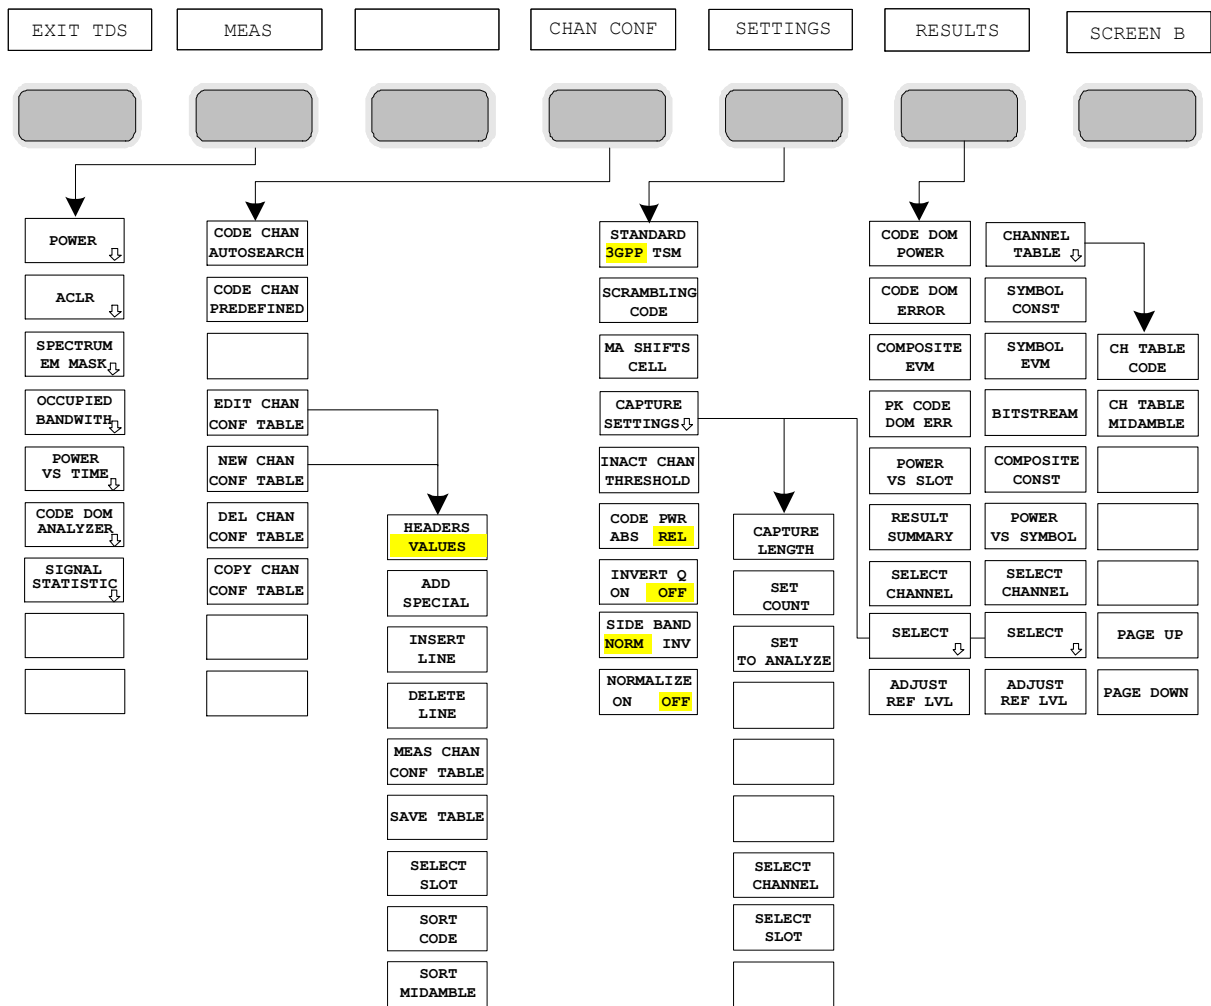 EXIT TDS
MEAS
CHAN CONF
SETTINGS
RESULTS
SCREEN B
POWER
ACLR
SPECTRUM
EM MASK
OCCUPIED
BANDWITH
POWER
VS TIME
CODE DOM
ANALYZER
SIGNAL
STATISTIC
CODE CHAN
AUTOSEARCH
CODE CHAN
PREDEFINED
EDIT CHAN
CONF TABLE
NEW CHAN
CONF TABLE
DEL CHAN
CONF TABLE
COPY CHAN
CONF TABLE
HEADERS
VALUES
ADD
SPECIAL
INSERT
LINE
DELETE
LINE
MEAS CHAN
CONF TABLE
SAVE TABLE
SELECT
SLOT
SORT
CODE
SORT
MIDAMBLE
STANDARD
3GPP TSM
SCRAMBLING
CODE
MA SHIFTS
CELL
CAPTURE
SETTINGS
INACT CHAN
THRESHOLD
CODE PWR
ABS REL
INVERT Q
ON OFF
SIDE BAND
NORM INV
NORMALIZE
ON OFF
CAPTURE
LENGTH
SET
COUNT
SET
TO ANALYZE
SELECT
CHANNEL
SELECT
SLOT
CODE DOM
POWER
CODE DOM
ERROR
COMPOSITE
EVM
PK CODE
DOM ERR
POWER
VS SLOT
RESULT
SUMMARY
SELECT
CHANNEL
SELECT
ADJUST
REF LVL
CHANNEL
TABLE
SYMBOL
CONST
SYMBOL
EVM
BITSTREAM
COMPOSITE
CONST
POWER
VS SYMBOL
SELECT
CHANNEL
SELECT
ADJUST
REF LVL
CH TABLE
CODE
CH TABLE
MIDAMBLE
PAGE UP
PAGE DOWN